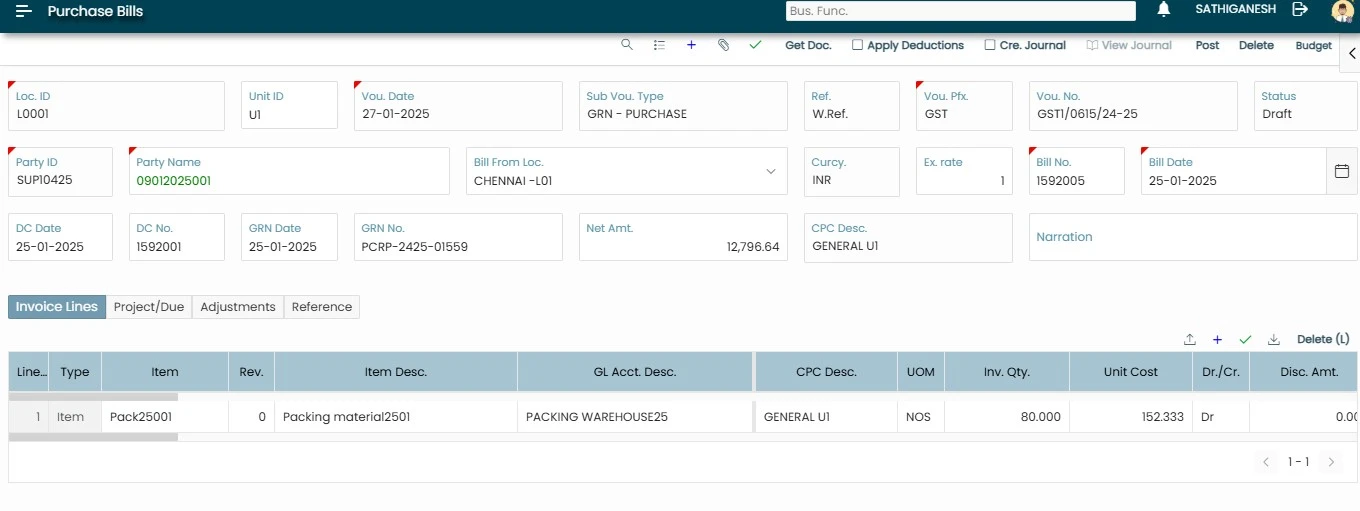 Purchase Bills
Bus. Func.
SATHIGANESH
Get Doc. Apply Deductions Cre. Journal View Journal Post Delete Budget
Loc. ID Unit ID Vou. Date Sub Vou. Type Ref. Vou. Pfx. Vou. No. Status
L0001 U1 27-01-2025 GRN - PURCHASE W.Ref. GST GST1/0615/24-25 Draft
Party ID Party Name Bill From Loc. Curcy. Ex. rate Bill No. Bill Date
SUP10425 09012025001 CHENNAI -L01 INR 1 1592005 25-01-2025
DC Date DC No. GRN Date GRN No. Net Amt. CPC Desc. Narration
25-01-2025 1592001 25-01-2025 PCRP-2425-01559 12,796.64 GENERAL U1
Invoice Lines Project/Due Adjustments Reference
Delete (L)
Line... Type Item Rev. Item Desc. GL Acct. Desc. CPC Desc. UOM Inv. Qty. Unit Cost Dr./Cr. Disc. Amt.
1 Item Pack25001 0 Packing material2501 PACKING WAREHOUSE25 GENERAL U1 NOS 80.000 152.333 Dr 0.00
1 - 1